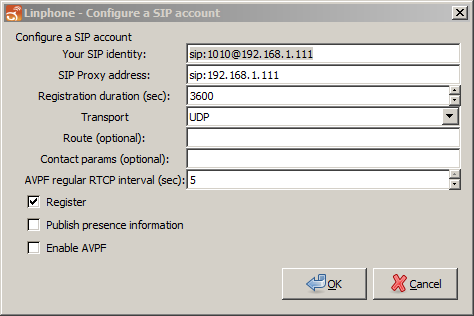 Linphone - Configure a SIP account
Configure a SIP account
Your SIP identity: sip:1010@192.168.1.111
SIP Proxy address: sip:192.168.1.111
Registration duration (sec): 3600
Transport UDP
Route (optional):
Contact params (optional):
AVPF regular RTCP interval (sec): 5
Register
Publish presence information
Enable AVPF
OK Cancel